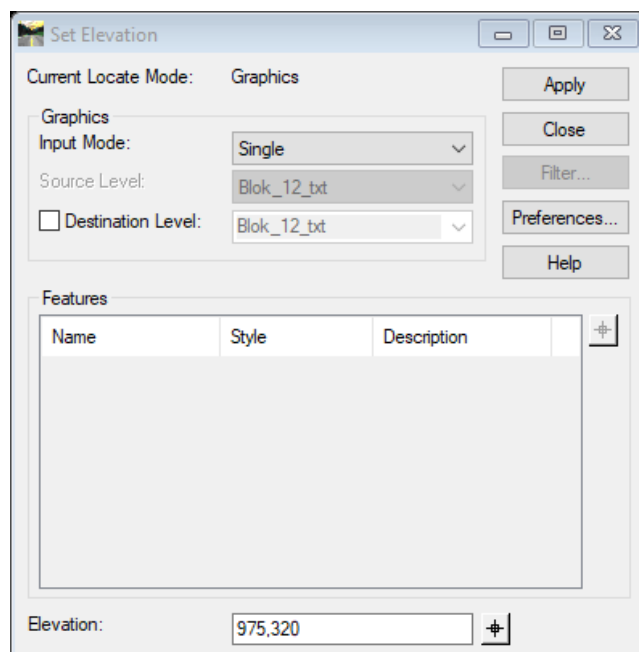 Set Elevation
Current Locate Mode: Graphics
Apply
Graphics
Close
Input Mode: Single
Filter...
Source Level: Blok_12_txt
Destination Level: Blok_12_txt
Preferences...
Help
Features
Name Style Description
Elevation: 975,320